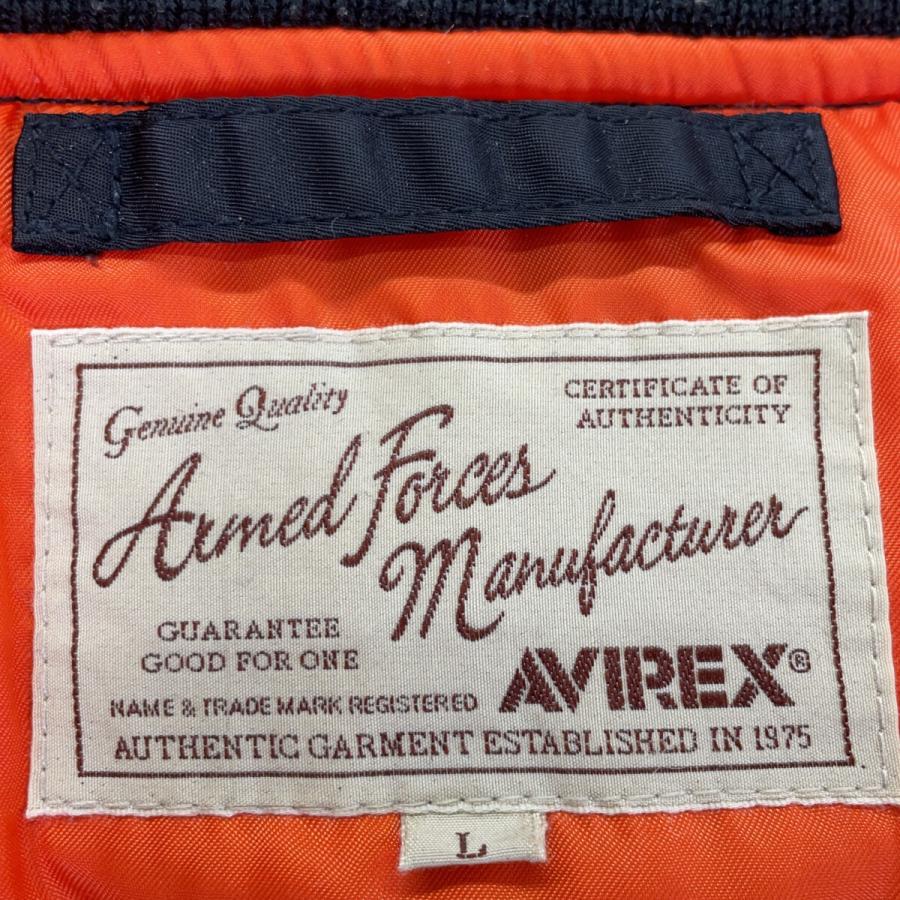 Genuine Quality
CERTIFICATE OF
AUTHENTICITY
Armed Forces
Manufacturer
GUARANTEE
GOOD FOR ONE
AVIREX®
NAME & TRADE MARK REGISTERED
AUTHENTIC GARMENT ESTABLISHED IN 1975
L